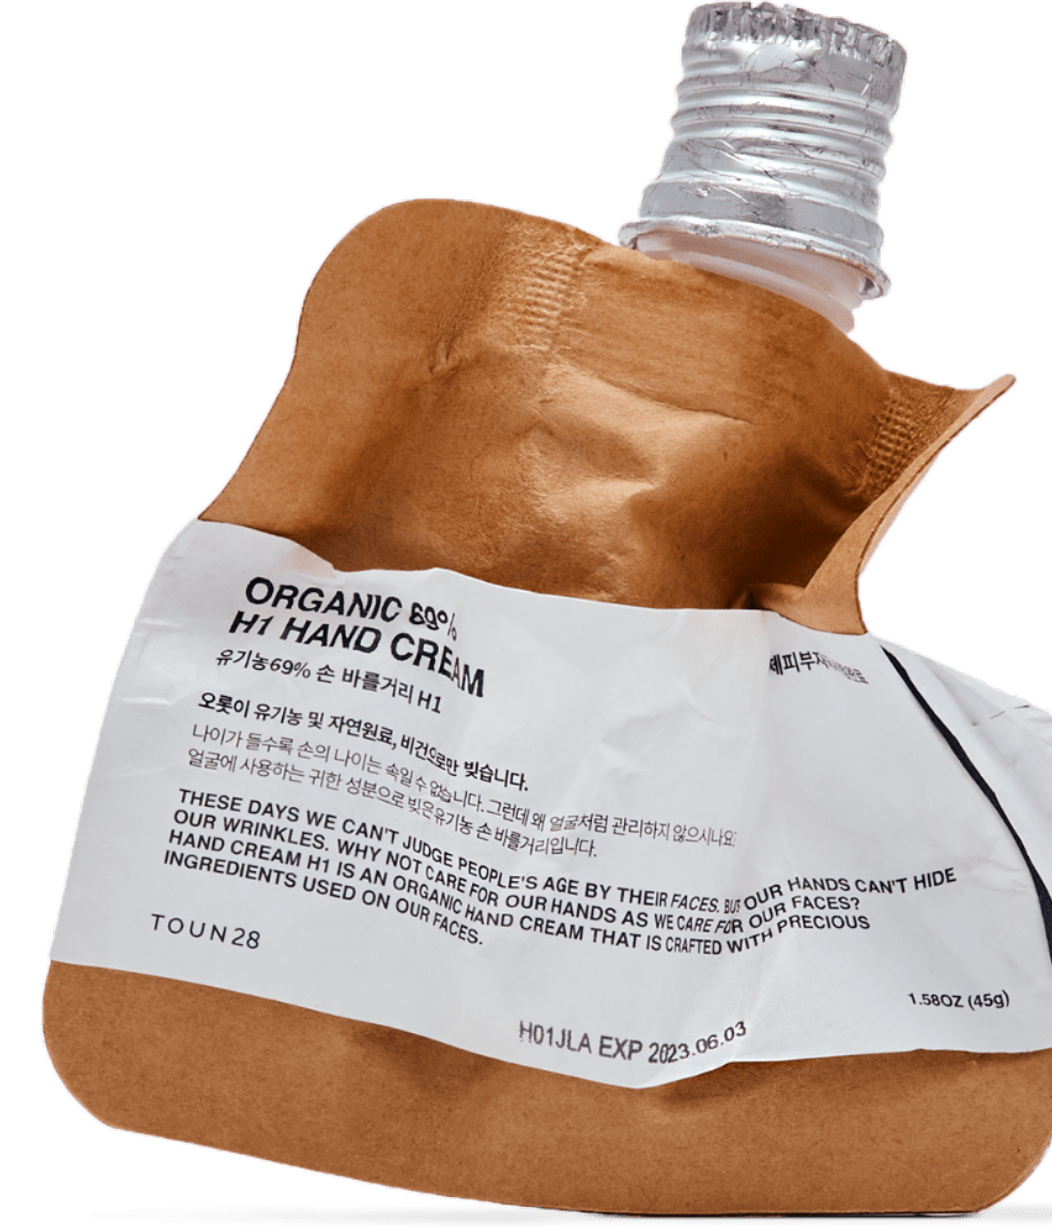 ORGANIC 69%
H1 HAND CREAM
유기농69% 손 바를거리 H1
오롯이 유기농 및 자연원료, 비건으로만 빚습니다.
나이가 들수록 손의 나이는 속일 수 없습니다. 그런데 왜 얼굴처럼 관리하지 않으시나요?
얼굴에 사용하는 귀한 성분으로 빚은 유기농 손 바를거리입니다.
THESE DAYS WE CAN'T JUDGE PEOPLE'S AGE BY THEIR FACES. BUT OUR HANDS CAN'T HIDE
OUR WRINKLES. WHY NOT CARE FOR OUR HANDS AS WE CARE FOR OUR FACES?
HAND CREAM H1 IS AN ORGANIC HAND CREAM THAT IS CRAFTED WITH PRECIOUS
INGREDIENTS USED ON OUR FACES.
TOUN28
1.58OZ (45g)
H01JLA EXP 2023.06.03